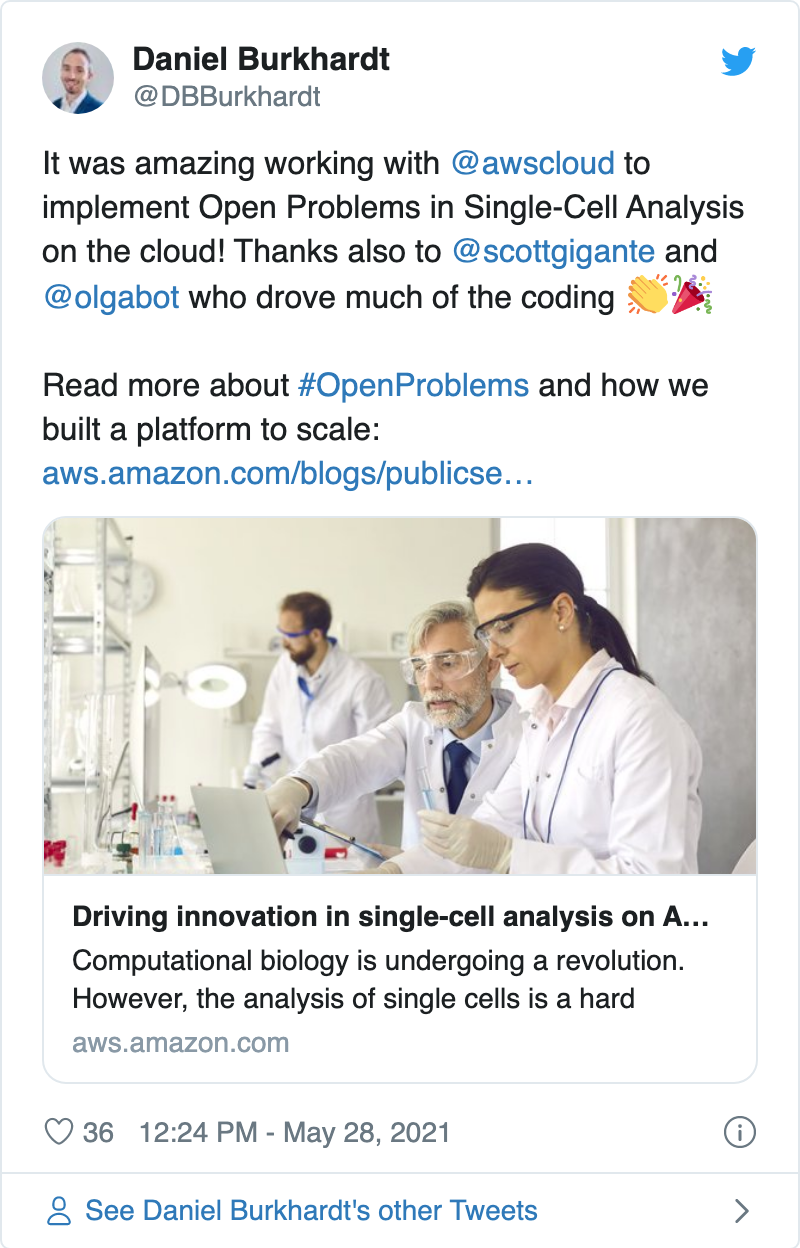 Daniel Burkhardt
@DBBurkhardt
It was amazing working with @awscloud to
implement Open Problems in Single-Cell Analysis
on the cloud! Thanks also to @scottgigante and
@olgabot who drove much of the coding 👏🎉
Read more about #OpenProblems and how we
built a platform to scale:
aws.amazon.com/blogs/publicse…
Driving innovation in single-cell analysis on A…
Computational biology is undergoing a revolution.
However, the analysis of single cells is a hard
aws.amazon.com
36 12:24 PM - May 28, 2021
See Daniel Burkhardt's other Tweets